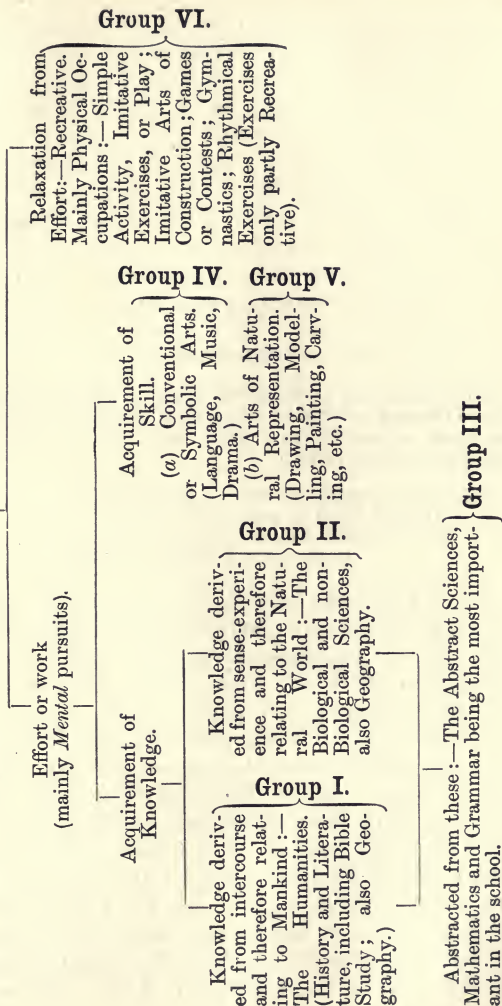 Effort or work
(mainly Mental pursuits).
Acquirement of
Knowledge.
Knowledge deriv-
ed from intercourse
and therefore relat-
ing to Mankind :—
The Humanities.
(History and Litera-
ture, including Bible
Study; also Geo-
graphy.)
Group I.
Knowledge deriv-
ed from sense-experi-
ence and therefore
relating to the Natu-
ral World :—The
Biological and non-
Biological Sciences,
also Geography.
Group II.
Abstracted from these :—The Abstract Sciences,
Mathematics and Grammar being the most import-
ant in the school.
Group III.
Acquirement of
Skill.
(a) Conventional
or Symbolic Arts.
(Language, Music,
Drama.)
Group IV.
(b) Arts of Natu-
ral Representation.
(Drawing, Model-
ling, Painting, Carv-
ing, etc.)
Group V.
Relaxation from
Effort:—Recreative.
Mainly Physical Oc-
cupations :— Simple
Activity, Imitative
Exercises, or Play ;
Imitative Arts of
Construction ; Games
or Contests ; Gym-
nastics ; Rhythmical
Exercises (Exercises
only partly Recrea-
tive).
Group VI.